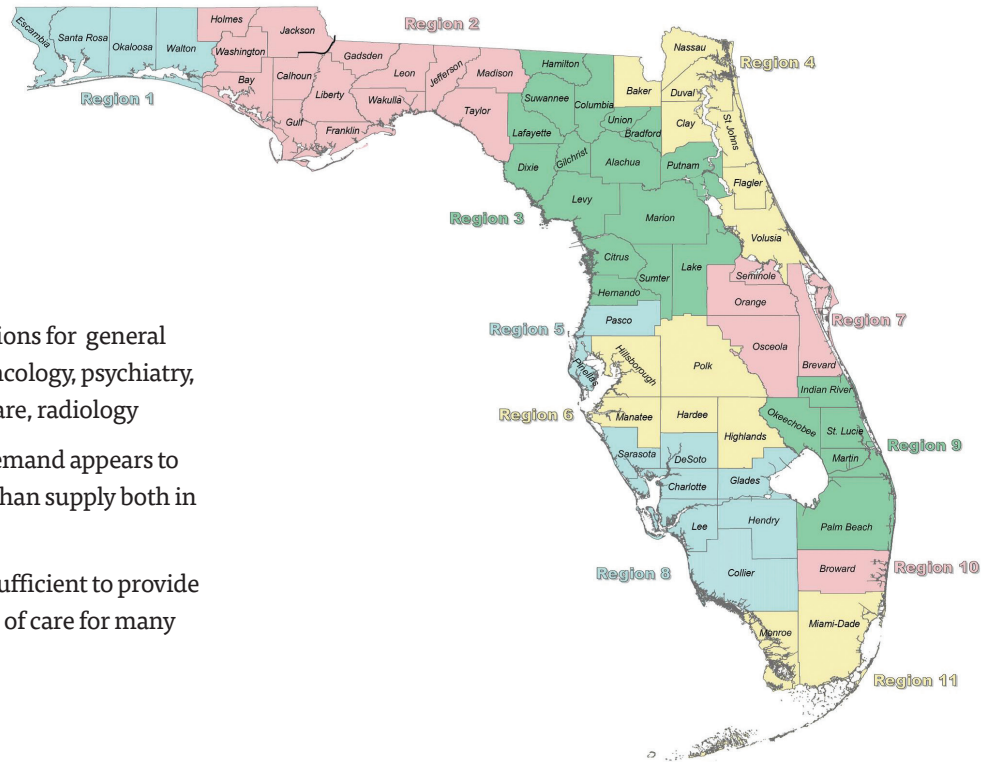 Holmes
Jackson
Region 2
Escambia
Santa Rosa
Okaloosa
Walton
Washington
Gadsden
Leon
Jefferson
Madison
Hamilton
Nassau
Region 4
Bay
Calhoun
Liberty
Wakulla
Taylor
Suwannee
Columbia
Baker
Duval
Region 1
Gulf
Franklin
Lafayette
Union
Bradford
Clay
St Johns
Dixie
Gilchrist
Alachua
Putnam
Flagler
Region 3
Levy
Marion
Volusia
Citrus
Sumter
Lake
Seminole
Hernando
Orange
Region 5
Pasco
Region 7
Osceola
Brevard
Pinellas
Hillsborough
Polk
Indian River
Region 6
Manatee
Hardee
Highlands
Okeechobee
St. Lucie
Region 9
Sarasota
DeSoto
Martin
Charlotte
Glades
Lee
Hendry
Palm Beach
Region 8
Collier
Broward
Region 10
Monroe
Miami-Dade
Region 11
ions for general
ncology, psychiatry,
are, radiology
emand appears to
than supply both in
ufficient to provide
of care for many